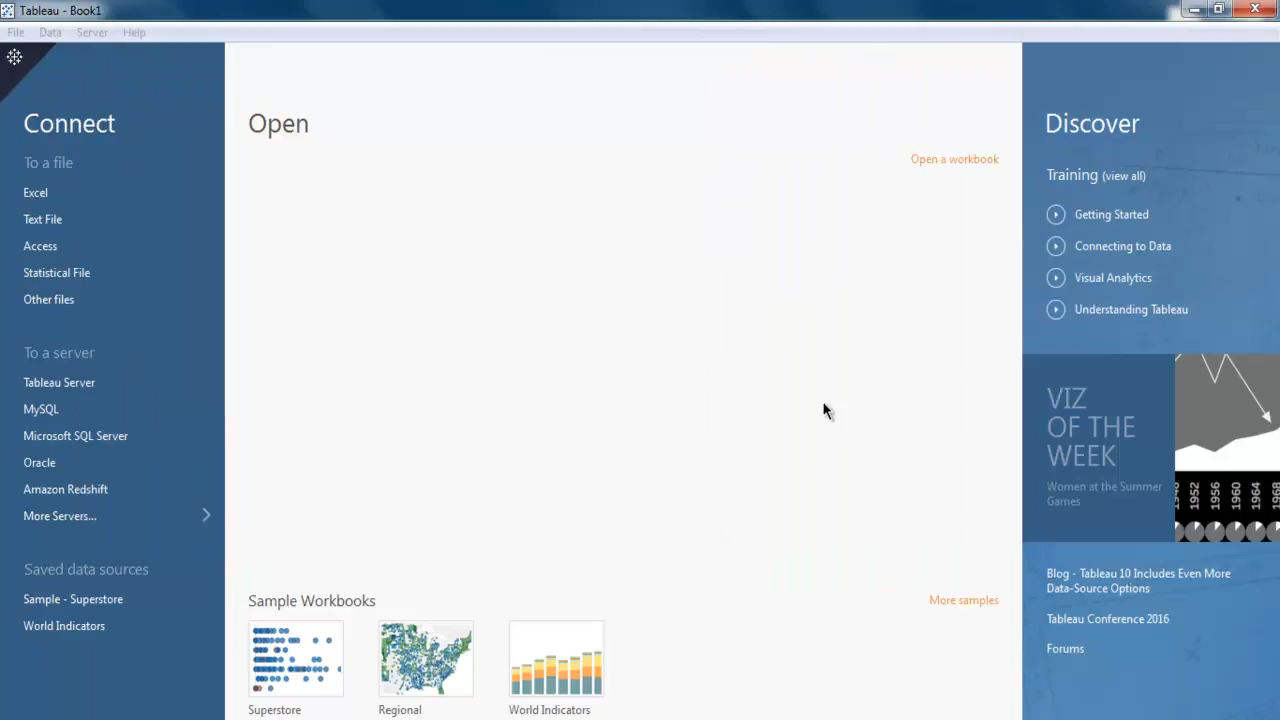 Tableau - Book1
File Data Server Help
Connect
To a file
Excel
Text File
Access
Statistical File
Other files
To a server
Tableau Server
MySQL
Microsoft SQL Server
Oracle
Amazon Redshift
More Servers...
Saved data sources
Sample - Superstore
World Indicators
Open
Open a workbook
Sample Workbooks
More samples
Superstore
Regional
World Indicators
Discover
Training (view all)
Getting Started
Connecting to Data
Visual Analytics
Understanding Tableau
VIZ
OF THE
WEEK
Women at the Summer
Games
1952
1956
1960
1964
1968
Blog - Tableau 10 Includes Even More
Data-Source Options
Tableau Conference 2016
Forums